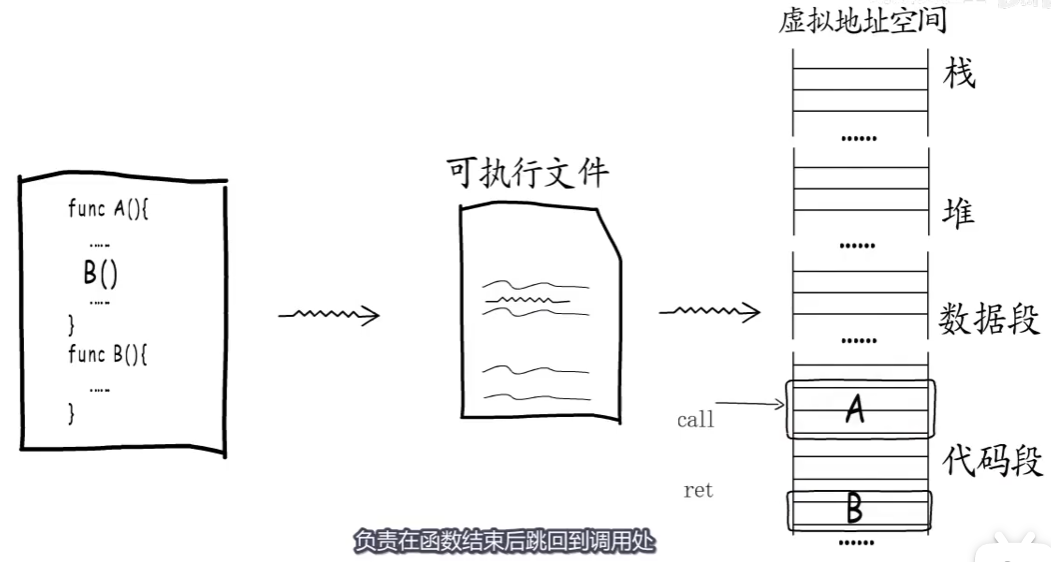 虚拟地址空间
栈
......
可执行文件
func A(){
.....
B()
.....
}
func B(){
.....
}
堆
......
数据段
......
call
A
代码段
ret
B
......
负责在函数结束后跳回到调用处